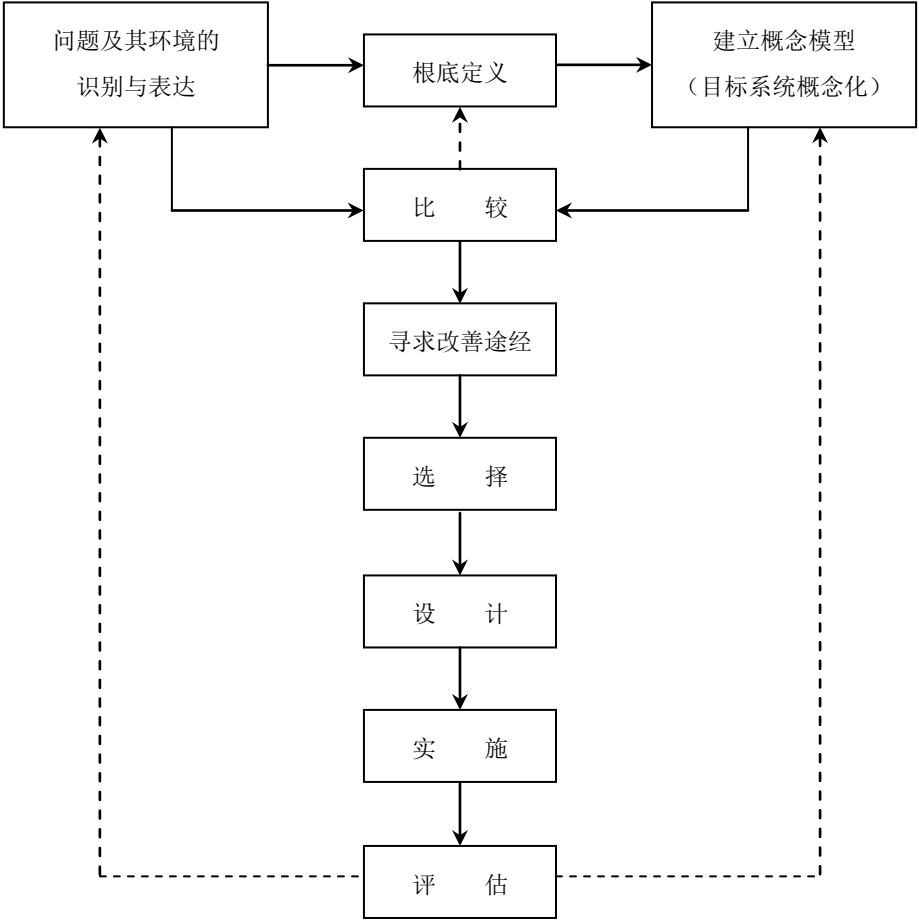 问题及其环境的
识别与表达
根底定义
建立概念模型
（目标系统概念化）
比 较
寻求改善途经
选 择
设 计
实 施
评 估